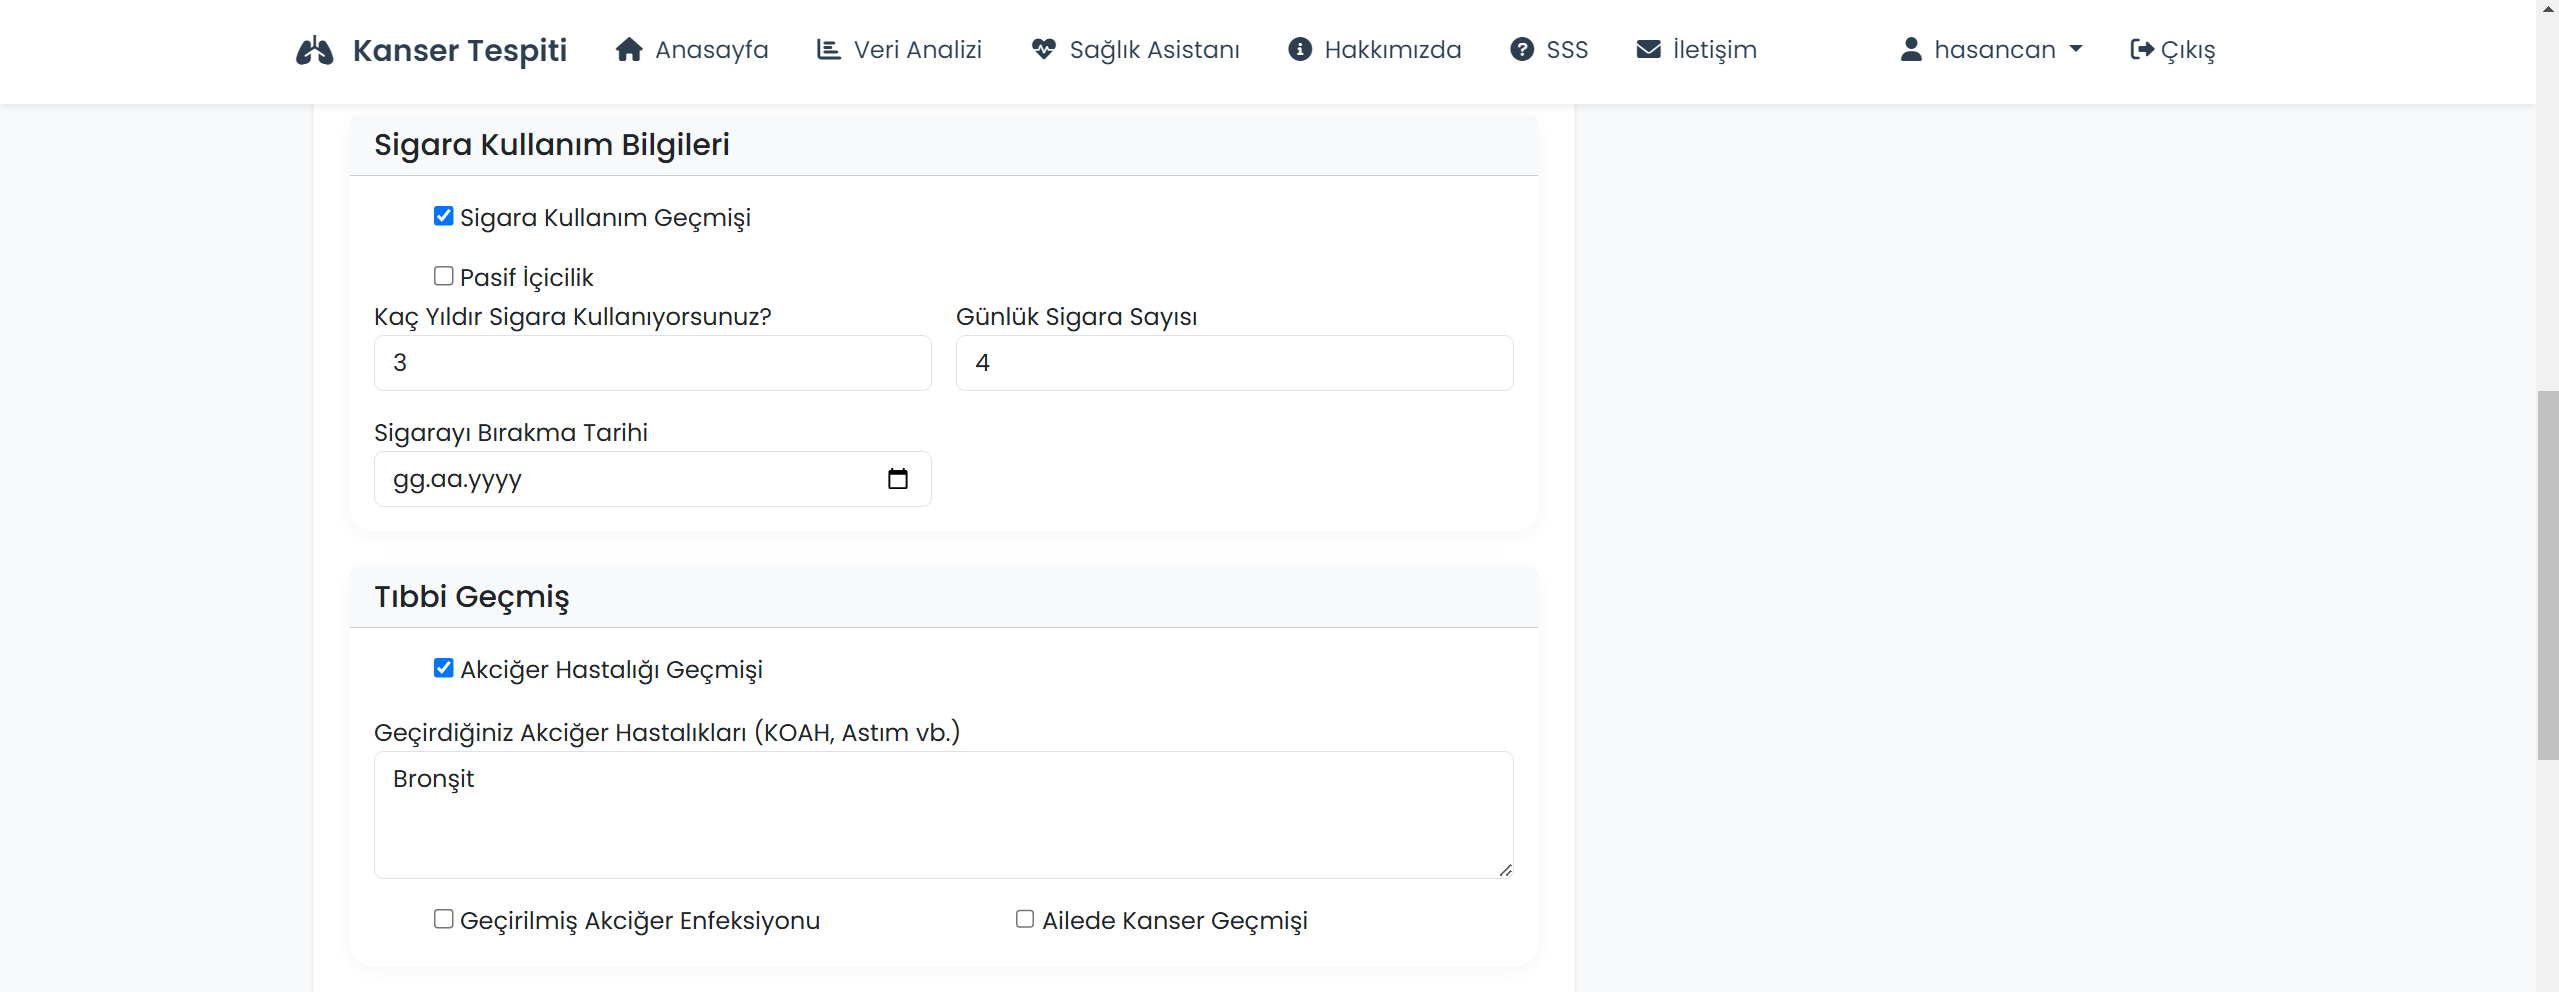 Kanser Tespiti Anasayfa Veri Analizi Sağlık Asistanı Hakkımızda SSS İletişim hasancan Çıkış
Sigara Kullanım Bilgileri
Sigara Kullanım Geçmişi
Pasif İçicilik
Kaç Yıldır Sigara Kullanıyorsunuz? Günlük Sigara Sayısı
3 4
Sigarayı Bırakma Tarihi
gg.aa.yyyy
Tıbbi Geçmiş
Akciğer Hastalığı Geçmişi
Geçirdiğiniz Akciğer Hastalıkları (KOAH, Astım vb.)
Bronşit
Geçirilmiş Akciğer Enfeksiyonu Ailede Kanser Geçmişi